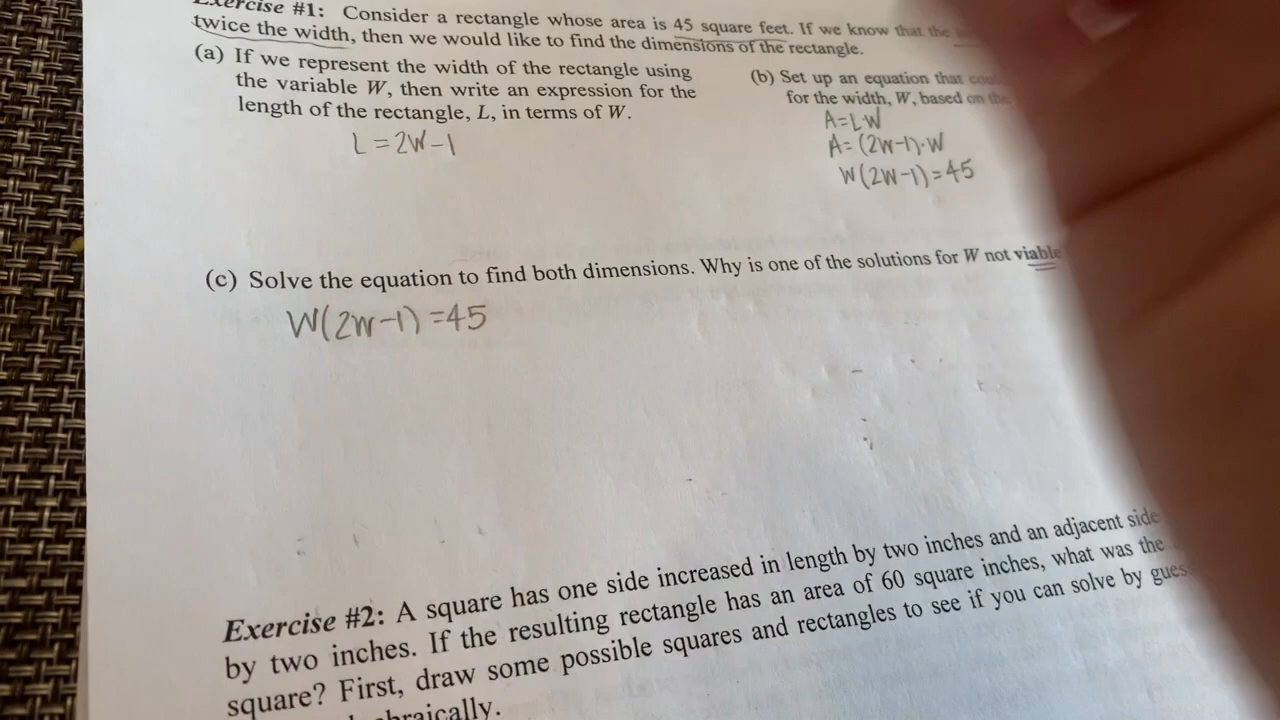 Exercise #1: Consider a rectangle whose area is 45 square feet. If we know that the
twice the width, then we would like to find the dimensions of the rectangle.
(a) If we represent the width of the rectangle using
the variable W, then write an expression for the
length of the rectangle, L, in terms of W.
L = 2W - 1
(b) Set up an equation that
for the width, W, based on the
A = LW
A = (2W-1)·W
W(2W-1) = 45
(c) Solve the equation to find both dimensions. Why is one of the solutions for W not viable
W(2W-1) = 45
Exercise #2: A square has one side increased in length by two inches and an adjacent side
by two inches. If the resulting rectangle has an area of 60 square inches, what was the
square? First, draw some possible squares and rectangles to see if you can solve by